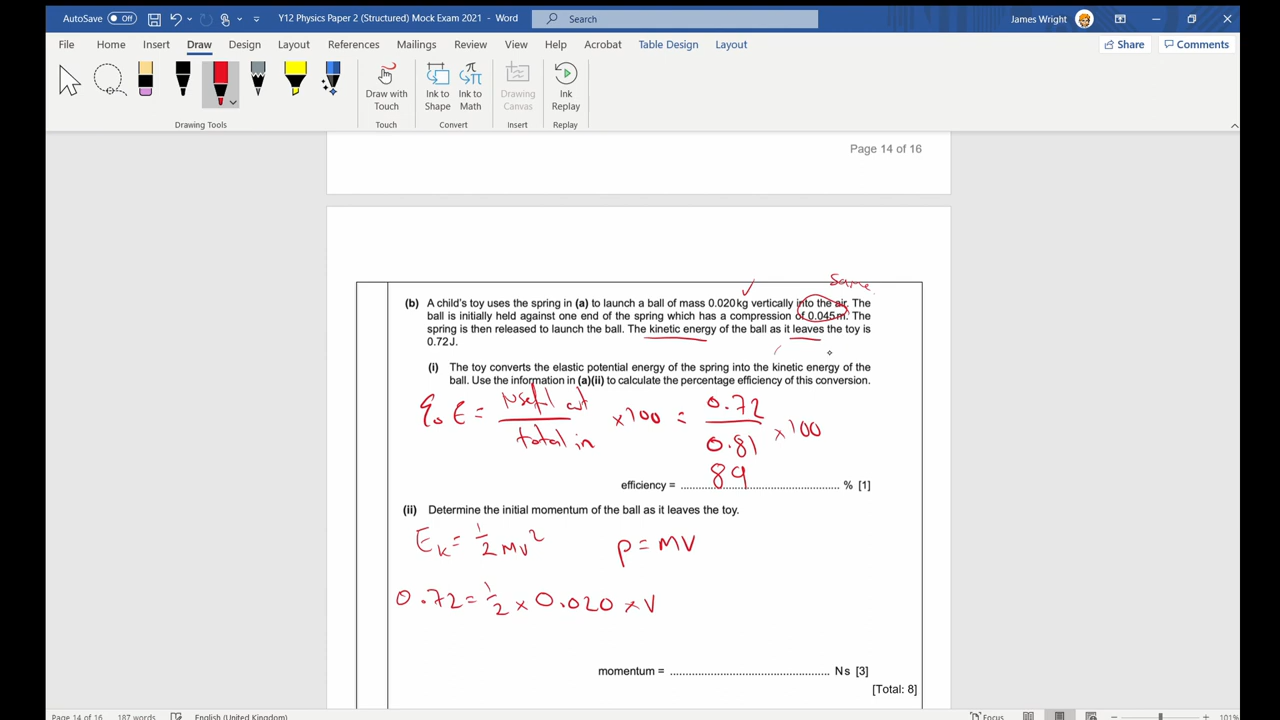 AutoSave Off Y12 Physics Paper 2 (Structured) Mock Exam 2021 - Word Search James Wright
File Home Insert Draw Design Layout References Mailings Review View Help Acrobat Table Design Layout Share Comments
Draw with Touch Ink to Shape Ink to Math Drawing Canvas Ink Replay
Drawing Tools Touch Convert Insert Replay
Page 14 of 16
Same
(b) A child's toy uses the spring in (a) to launch a ball of mass 0.020 kg vertically into the air. The
ball is initially held against one end of the spring which has a compression of 0.045 m. The
spring is then released to launch the ball. The kinetic energy of the ball as it leaves the toy is
0.72 J.
(i) The toy converts the elastic potential energy of the spring into the kinetic energy of the
ball. Use the information in (a)(ii) to calculate the percentage efficiency of this conversion.
% E = useful out / total in × 100 = 0.72 / 0.81 × 100
89
efficiency = .................................................. % [1]
(ii) Determine the initial momentum of the ball as it leaves the toy.
Ek = 1/2 mv² p = mv
0.72 = 1/2 × 0.020 × v
momentum = .................................................. N s [3]
[Total: 8]
Page 14 of 16 187 words English (United Kingdom) Focus 101%